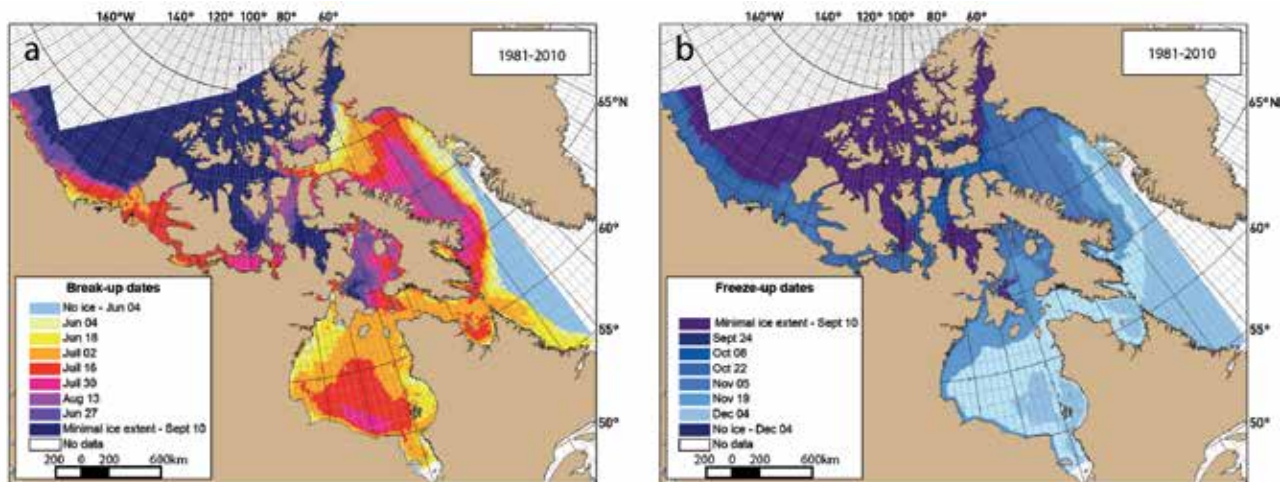 160°W 140° 120° 100° 80° 60°
a
1981-2010
65°N
60°
55°
50°
Break-up dates
No ice - Jun 04
Jun 04
Jun 18
Jull 02
Jull 16
Jull 30
Aug 13
Jun 27
Minimal ice extent - Sept 10
No data
200 0 200 600km
160°W 140° 120° 100° 80° 60°
b
1981-2010
65°N
60°
55°
50°
Freeze-up dates
Minimal ice extent - Sept 10
Sept 24
Oct 08
Oct 22
Nov 05
Nov 19
Dec 04
No ice - Dec 04
No data
200 0 200 600km